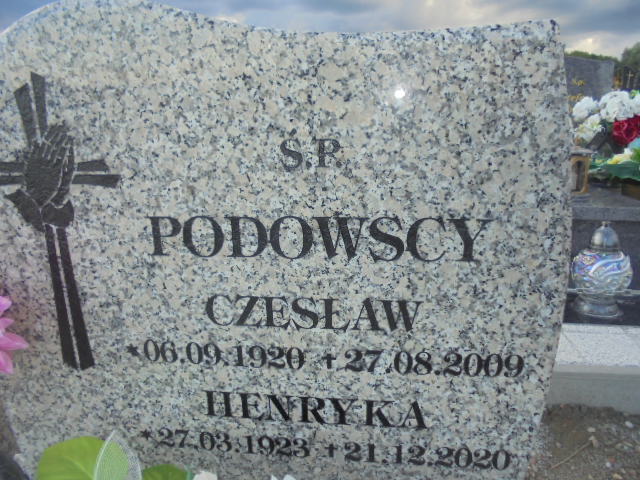 Ś.P.
PODOWSCY
CZESŁAW
*06.09.1920 +27.08.2009
HENRYKA
*27.03.1923 +21.12.2020